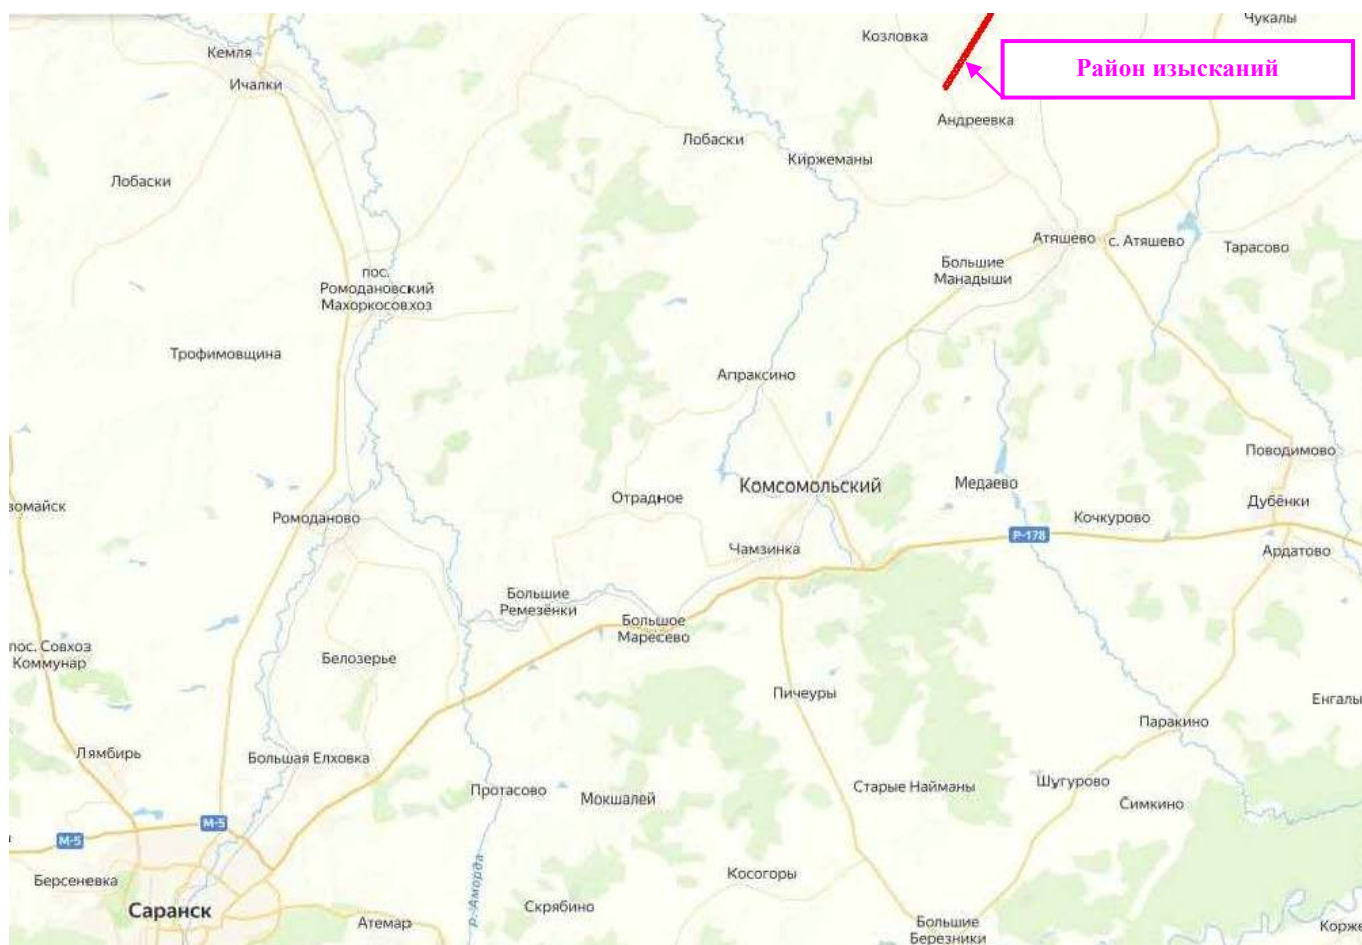 Чукалы
Козловка
Кемля
Район изысканий
Ичалки
Андреевка
Лобаски
Киржеманы
Лобаски
Атяшево
с. Атяшево
Тарасово
Большие
Манадыши
пос.
Ромодановский
Махоркосовхоз
Трофимовщина
Апраксино
Поводимово
Комсомольский
Медаево
Отрадное
Дубёнки
зомайск
Ромоданово
Кочкурово
Р-178
Чамзинка
Ардатово
Большие
Ремезёнки
Большое
Маресево
пос. Совхоз
Коммунар
Белозерье
Пичеуры
Енгалы
Паракино
Лямбирь
Большая Елховка
Протасово
Мокшалей
Старые Найманы
Шугурово
Симкино
М-5
М-5
Берсеневка
Косогоры
р. Аморда
Саранск
Скрябино
Атемар
Большие
Березники
Корже